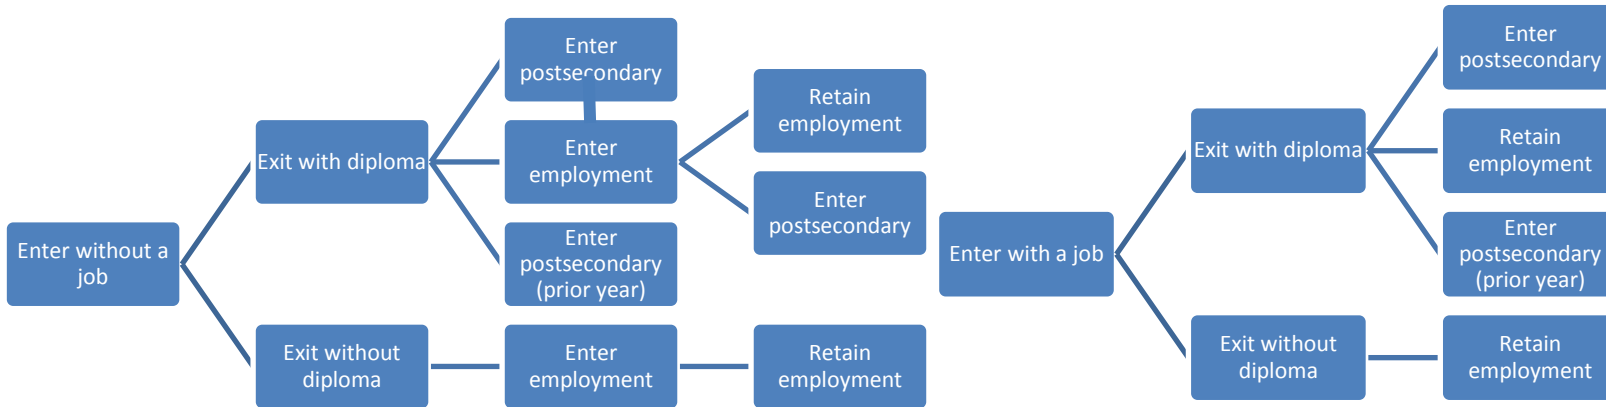 Enter without a
job
Exit with diploma
Enter
postsecondary
Enter
employment
Retain
employment
Enter
postsecondary
Enter
postsecondary
(prior year)
Exit without
diploma
Enter
employment
Retain
employment
Enter with a job
Exit with diploma
Enter
postsecondary
Retain
employment
Enter
postsecondary
(prior year)
Exit without
diploma
Retain
employment